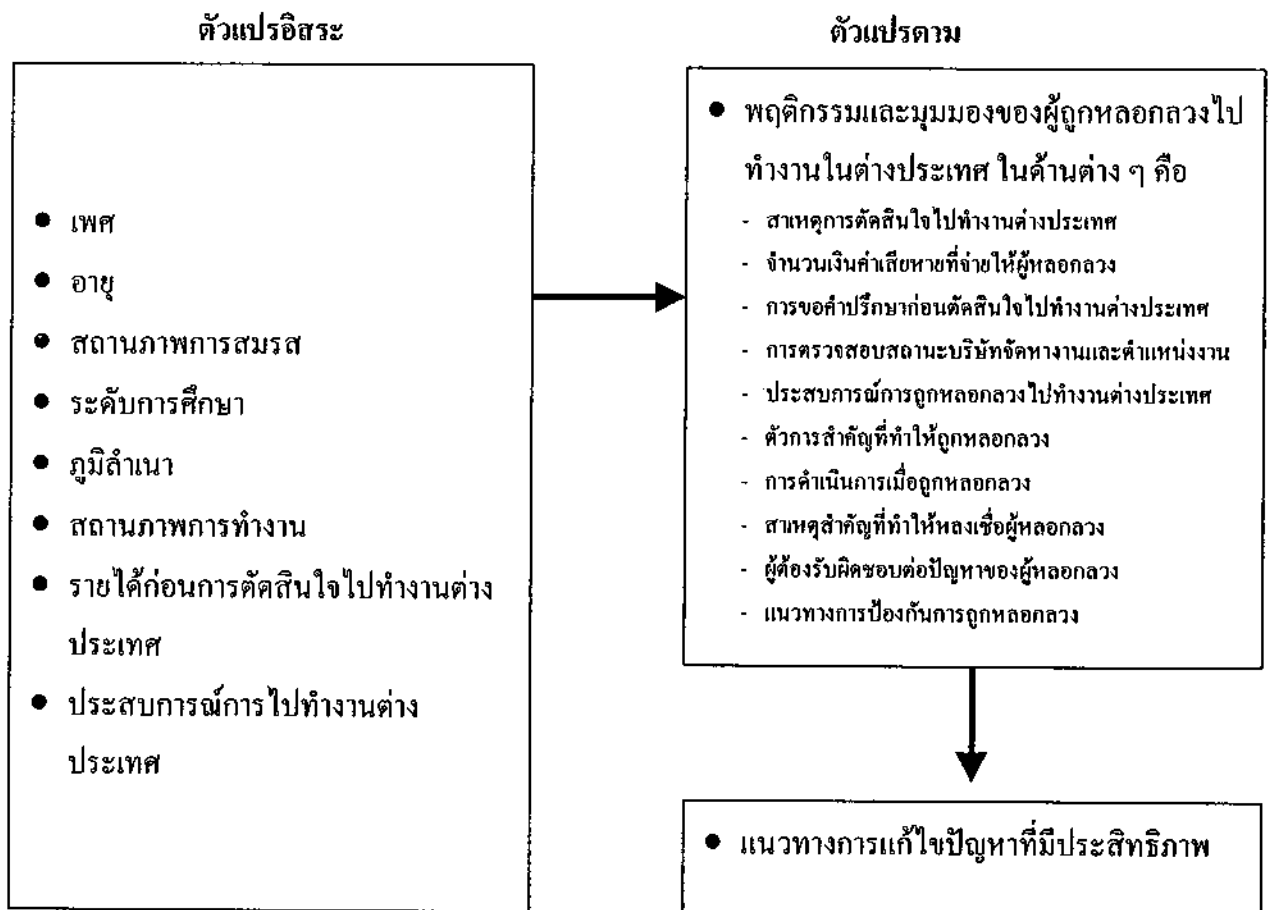 ตัวแปรอิสระ
● เพศ
● อายุ
● สถานภาพการสมรส
● ระดับการศึกษา
● ภูมิลำเนา
● สถานภาพการทำงาน
● รายได้ก่อนการตัดสินใจไปทำงานต่าง
ประเทศ
● ประสบการณ์การไปทำงานต่าง
ประเทศ
ตัวแปรตาม
● พฤติกรรมและมุมมองของผู้ถูกหลอกลวงไป
ทำงานในต่างประเทศ ในด้านต่าง ๆ คือ
- สาเหตุการตัดสินใจไปทำงานต่างประเทศ
- จำนวนเงินค่าเสียหายที่จ่ายให้ผู้หลอกลวง
- การขอคำปรึกษาก่อนตัดสินใจไปทำงานต่างประเทศ
- การตรวจสอบสถานะบริษัทจัดหางานและตำแหน่งงาน
- ประสบการณ์การถูกหลอกลวงไปทำงานต่างประเทศ
- ตัวการสำคัญที่ทำให้ถูกหลอกลวง
- การดำเนินการเมื่อถูกหลอกลวง
- สาเหตุสำคัญที่ทำให้หลงเชื่อผู้หลอกลวง
- ผู้ต้องรับผิดชอบต่อปัญหาของผู้หลอกลวง
- แนวทางการป้องกันการถูกหลอกลวง
● แนวทางการแก้ไขปัญหาที่มีประสิทธิภาพ